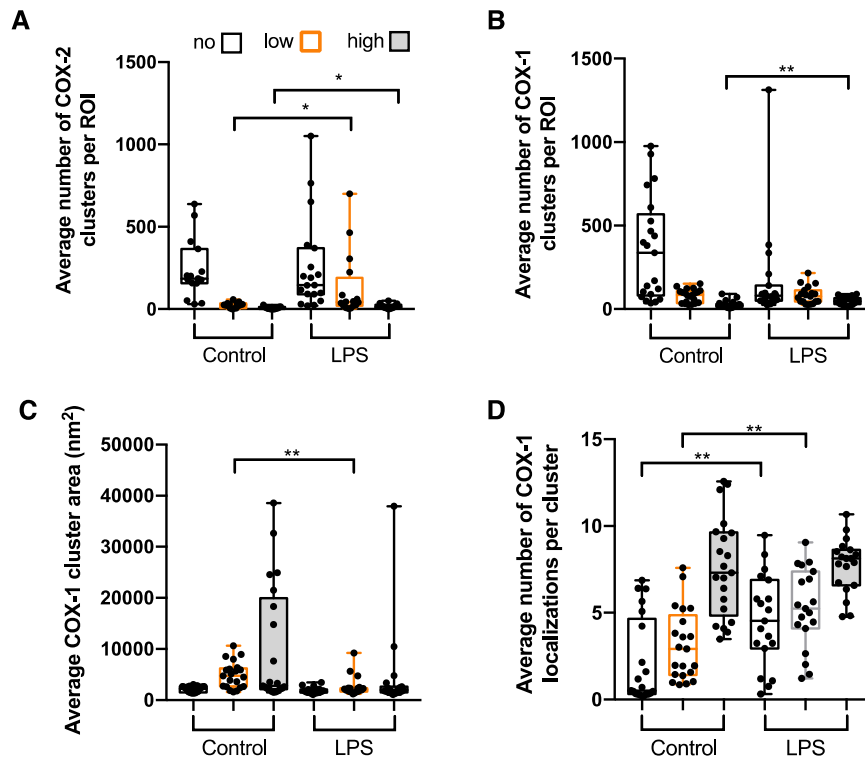 A
no low high
Average number of COX-2
clusters per ROI
1500
1000
500
0
*
*
Control LPS
B
Average number of COX-1
clusters per ROI
1500
1000
500
0
**
Control LPS
C
Average COX-1 cluster area (nm²)
50000
40000
30000
20000
10000
0
**
Control LPS
D
Average number of COX-1
localizations per cluster
15
10
5
0
**
**
Control LPS